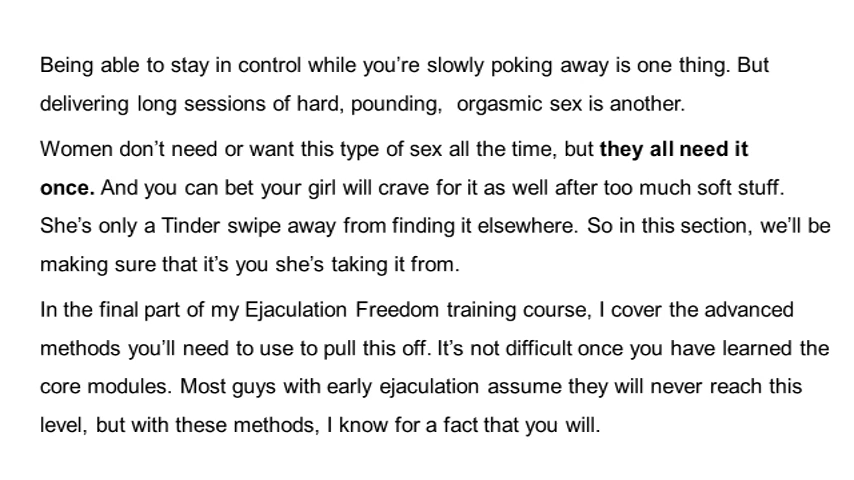 Being able to stay in control while you’re slowly poking away is one thing. But
delivering long sessions of hard, pounding, orgasmic sex is another.
Women don’t need or want this type of sex all the time, but they all need it
once. And you can bet your girl will crave for it as well after too much soft stuff.
She’s only a Tinder swipe away from finding it elsewhere. So in this section, we’ll be
making sure that it’s you she’s taking it from.
In the final part of my Ejaculation Freedom training course, I cover the advanced
methods you’ll need to use to pull this off. It’s not difficult once you have learned the
core modules. Most guys with early ejaculation assume they will never reach this
level, but with these methods, I know for a fact that you will.